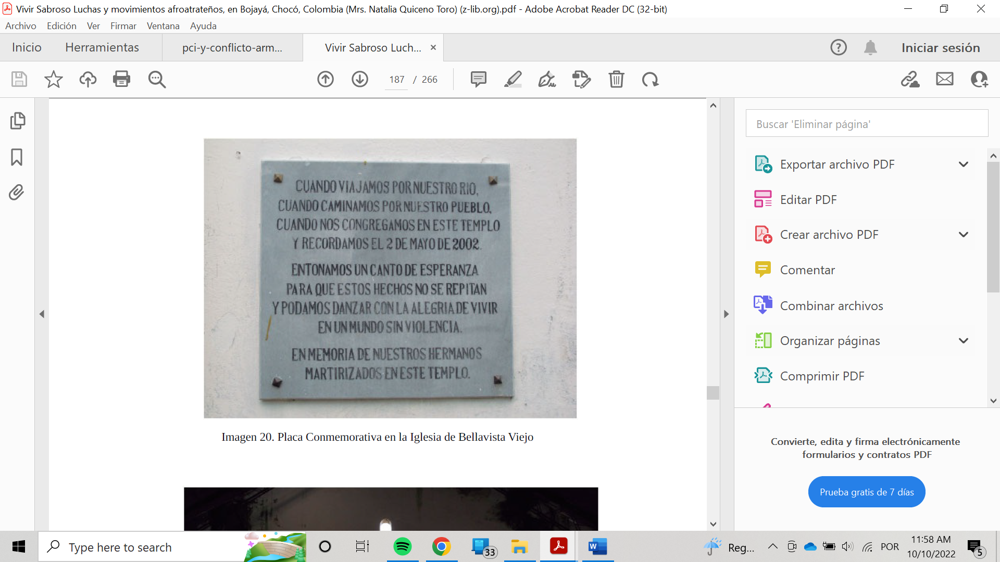 Vivir Sabroso Luchas y movimientos afroatrateños, en Bojayá, Chocó, Colombia (Mrs. Natalia Quiceno Toro) (z-lib.org).pdf - Adobe Acrobat Reader DC (32-bit)
Archivo Edición Ver Firmar Ventana Ayuda
Inicio Herramientas pci-y-conflicto-arm... Vivir Sabroso Luch... Iniciar sesión
187 / 266
CUANDO VIAJAMOS POR NUESTRO RIO,
CUANDO CAMINAMOS POR NUESTRO PUEBLO,
CUANDO NOS CONGREGAMOS EN ESTE TEMPLO
Y RECORDAMOS EL 2 DE MAYO DE 2002.
ENTONAMOS UN CANTO DE ESPERANZA
PARA QUE ESTOS HECHOS NO SE REPITAN
Y PODAMOS DANZAR CON LA ALEGRIA DE VIVIR
EN UN MUNDO SIN VIOLENCIA.
EN MEMORIA DE NUESTROS HERMANOS
MARTIRIZADOS EN ESTE TEMPLO.
Imagen 20. Placa Conmemorativa en la Iglesia de Bellavista Viejo
Buscar 'Eliminar página'
Exportar archivo PDF
Editar PDF
Crear archivo PDF
Comentar
Combinar archivos
Organizar páginas
Comprimir PDF
Convierte, edita y firma electrónicamente
formularios y contratos PDF
Prueba gratis de 7 días
Type here to search
33
W
Reg...
POR
11:58 AM
10/10/2022
5